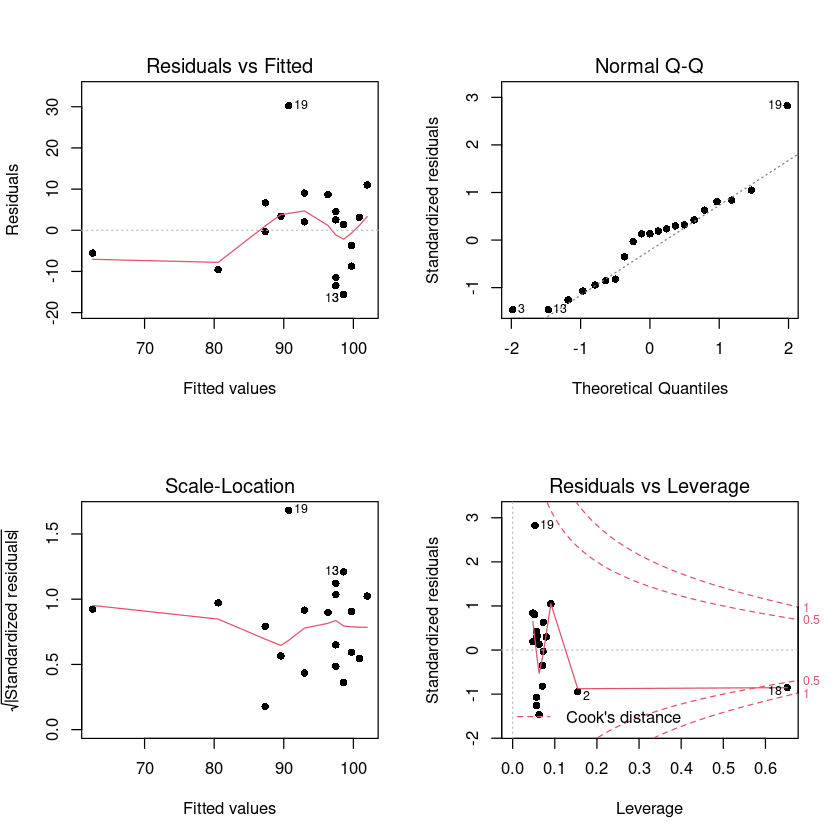 Residuals vs Fitted
30
20
10
0
-10
-20
70 80 90 100
Residuals
Fitted values
19
13
Normal Q-Q
3
2
1
0
-1
-2 -1 0 1 2
Standardized residuals
Theoretical Quantiles
19
3
13
Scale-Location
1.5
1.0
0.5
0.0
70 80 90 100
√|Standardized residuals|
Fitted values
19
13
Residuals vs Leverage
3
2
1
0
-1
-2
0.0 0.1 0.2 0.3 0.4 0.5 0.6
Standardized residuals
Leverage
19
2
18
1
0.5
0.5
1
Cook's distance